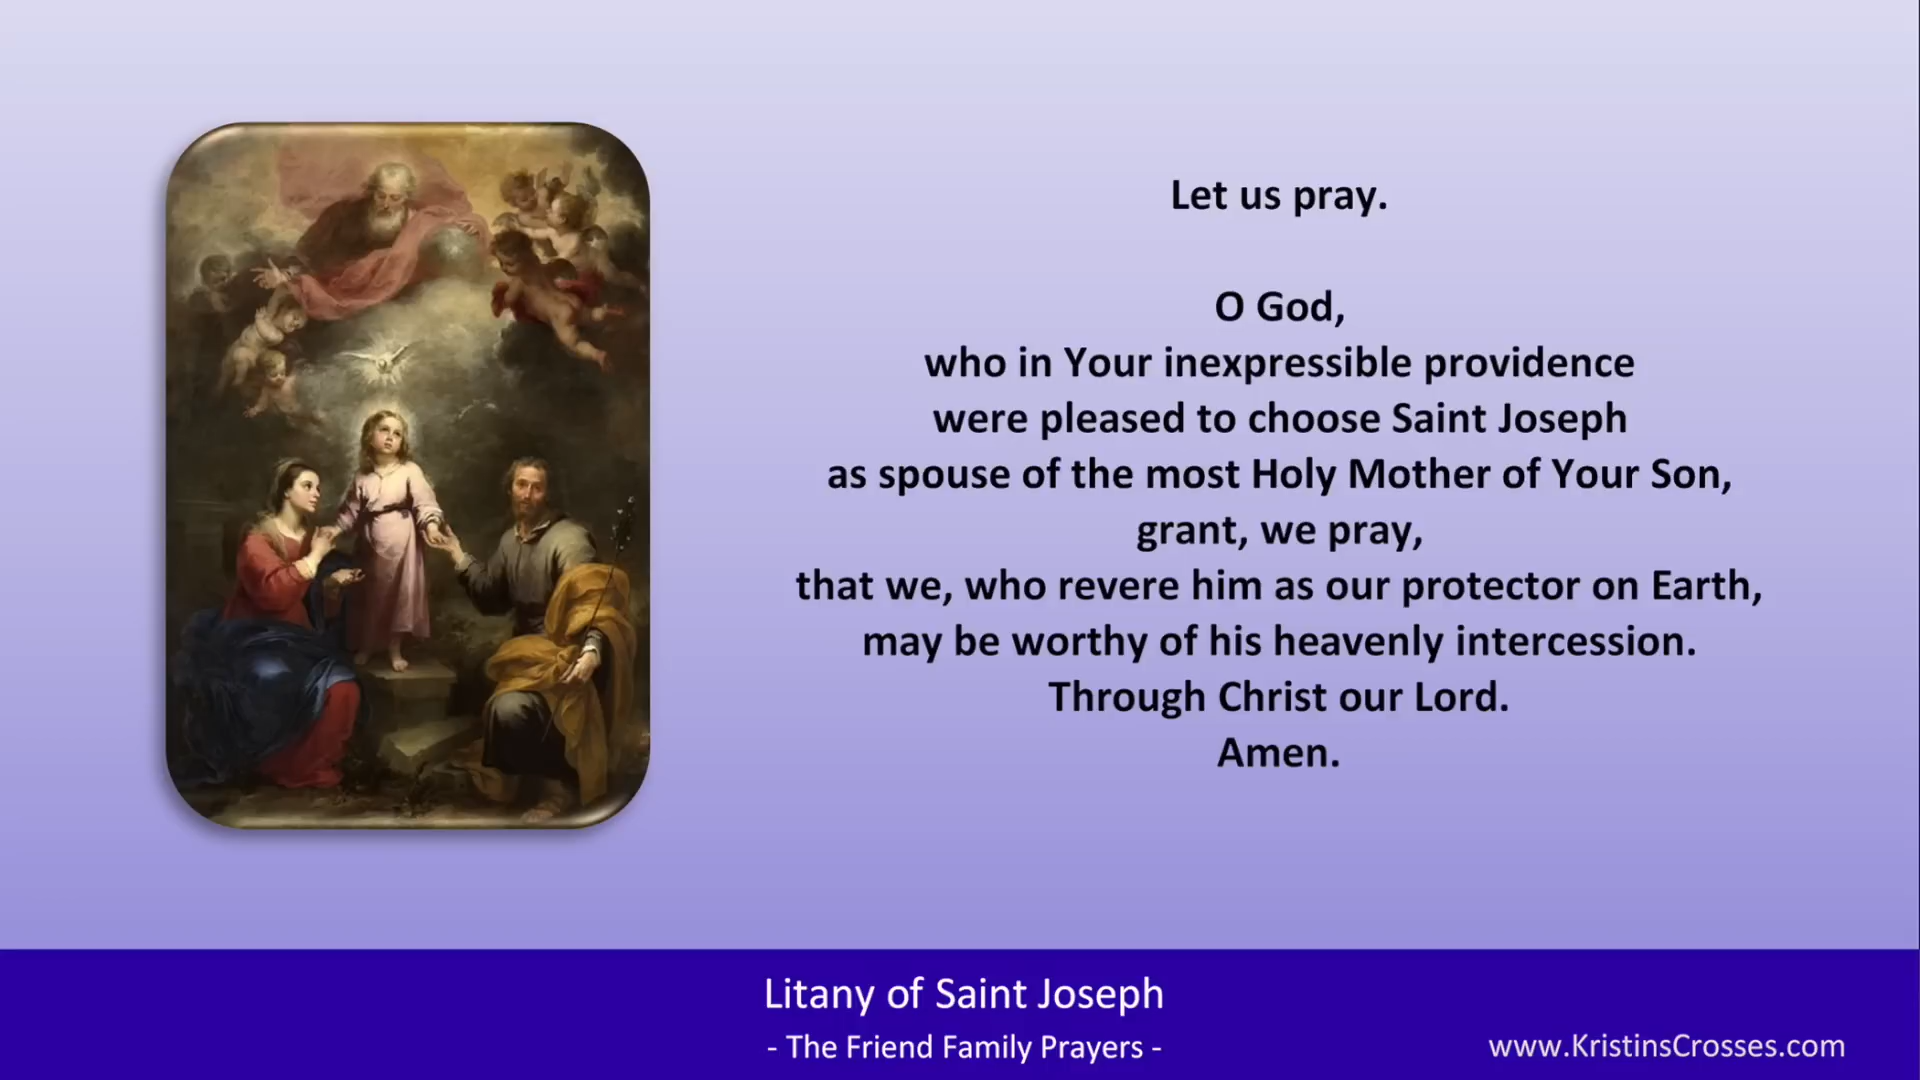 Let us pray.
O God,
who in Your inexpressible providence
were pleased to choose Saint Joseph
as spouse of the most Holy Mother of Your Son,
grant, we pray,
that we, who revere him as our protector on Earth,
may be worthy of his heavenly intercession.
Through Christ our Lord.
Amen.
Litany of Saint Joseph
- The Friend Family Prayers -
www.KristinsCrosses.com